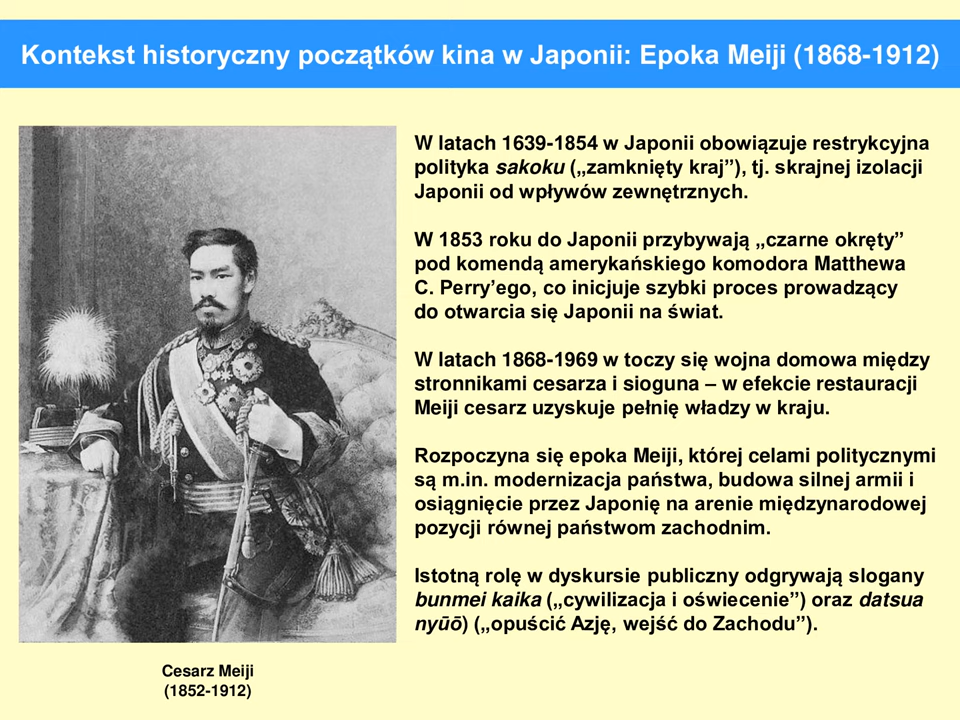 Kontekst historyczny początków kina w Japonii: Epoka Meiji (1868-1912)
W latach 1639-1854 w Japonii obowiązuje restrykcyjna
polityka sakoku („zamknięty kraj”), tj. skrajnej izolacji
Japonii od wpływów zewnętrznych.
W 1853 roku do Japonii przybywają „czarne okręty”
pod komendą amerykańskiego komodora Matthewa
C. Perry’ego, co inicjuje szybki proces prowadzący
do otwarcia się Japonii na świat.
W latach 1868-1969 w toczy się wojna domowa między
stronnikami cesarza i sioguna – w efekcie restauracji
Meiji cesarz uzyskuje pełnię władzy w kraju.
Rozpoczyna się epoka Meiji, której celami politycznymi
są m.in. modernizacja państwa, budowa silnej armii i
osiągnięcie przez Japonię na arenie międzynarodowej
pozycji równej państwom zachodnim.
Istotną rolę w dyskursie publiczny odgrywają slogany
bunmei kaika („cywilizacja i oświecenie”) oraz datsua
nyūō) („opuścić Azję, wejść do Zachodu”).
Cesarz Meiji
(1852-1912)